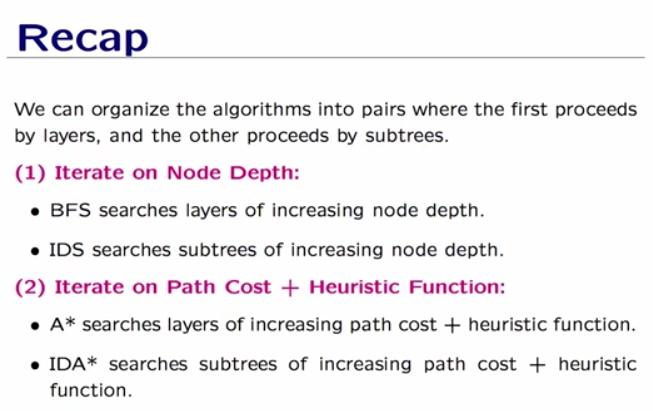 Recap
We can organize the algorithms into pairs where the first proceeds
by layers, and the other proceeds by subtrees.
(1) Iterate on Node Depth:
• BFS searches layers of increasing node depth.
• IDS searches subtrees of increasing node depth.
(2) Iterate on Path Cost + Heuristic Function:
• A* searches layers of increasing path cost + heuristic function.
• IDA* searches subtrees of increasing path cost + heuristic
function.